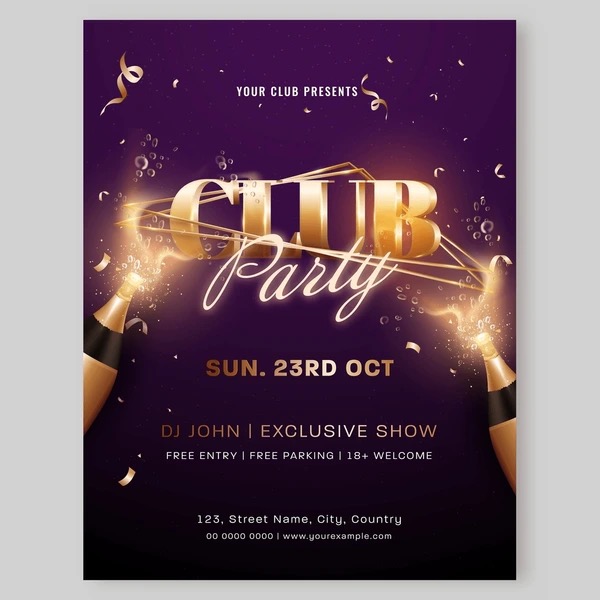 YOUR CLUB PRESENTS
CLUB
Party
SUN. 23RD OCT
DJ JOHN | EXCLUSIVE SHOW
FREE ENTRY | FREE PARKING | 18+ WELCOME
123, Street Name, City, Country
00 0000 0000 | www.yourexample.com